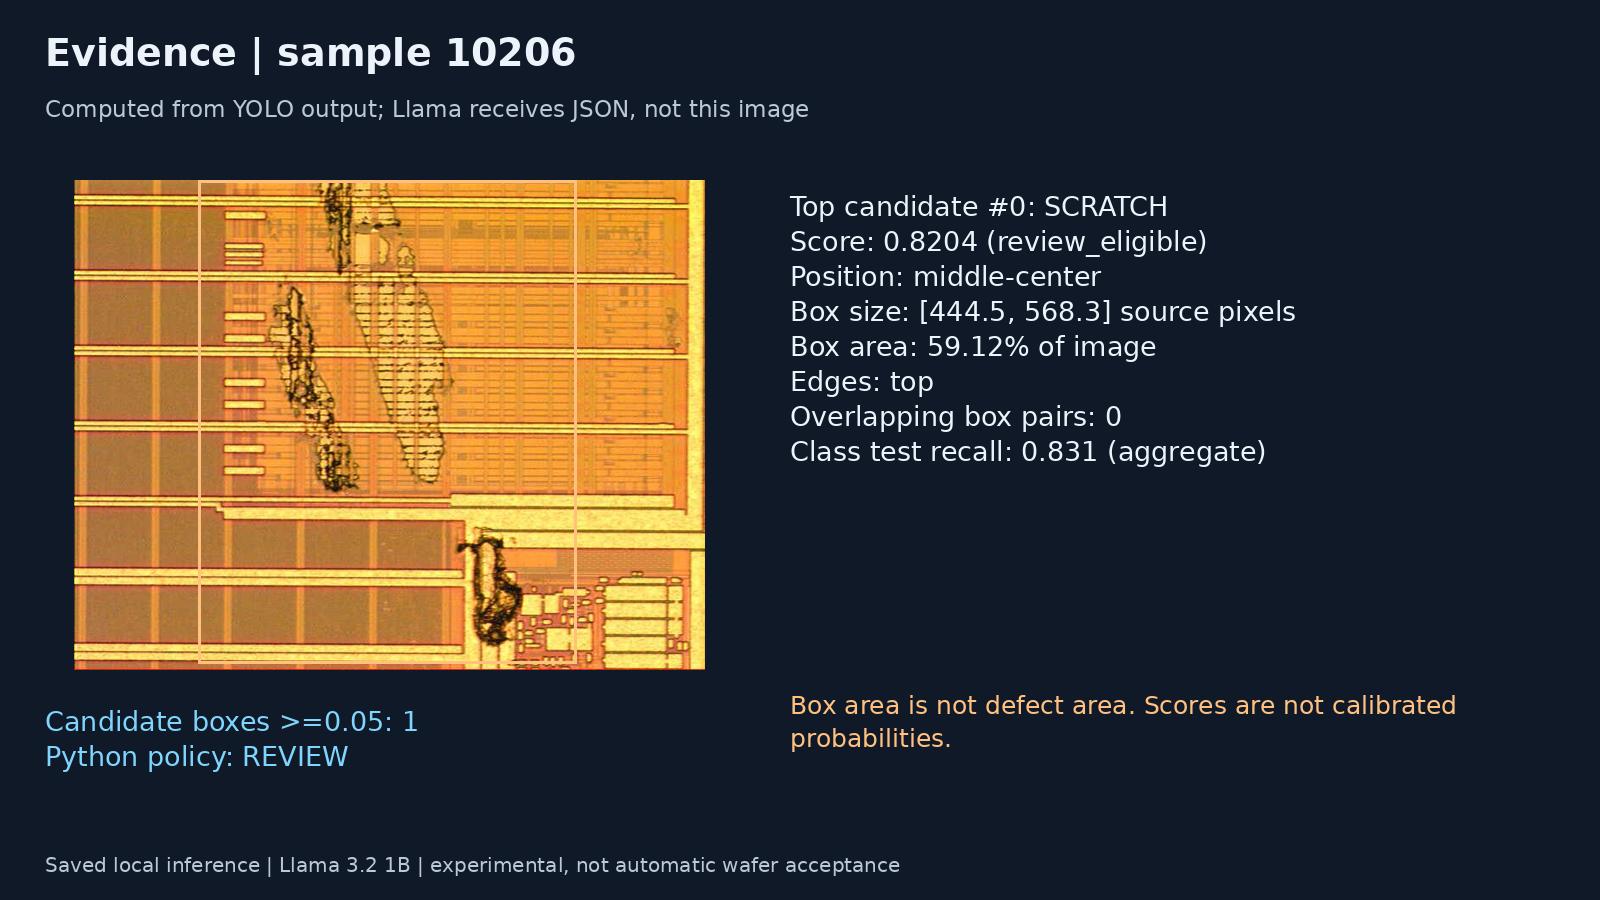 Evidence | sample 10206
Computed from YOLO output; Llama receives JSON, not this image
Top candidate #0: SCRATCH
Score: 0.8204 (review_eligible)
Position: middle-center
Box size: [444.5, 568.3] source pixels
Box area: 59.12% of image
Edges: top
Overlapping box pairs: 0
Class test recall: 0.831 (aggregate)
Candidate boxes >=0.05: 1
Python policy: REVIEW
Box area is not defect area. Scores are not calibrated
probabilities.
Saved local inference | Llama 3.2 1B | experimental, not automatic wafer acceptance